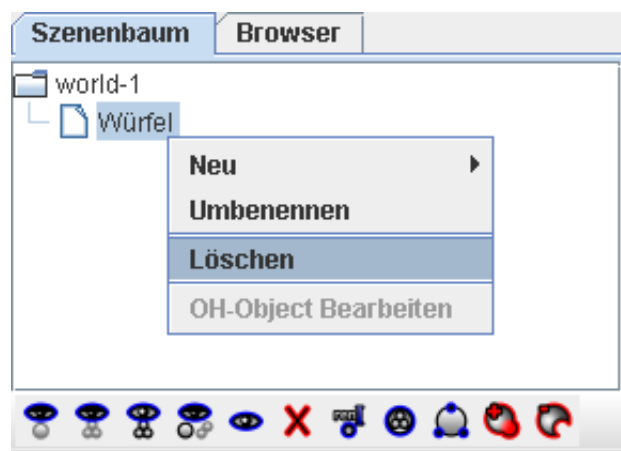 Szenenbaum Browser
world-1
Würfel
Neu
Umbenennen
Löschen
OH-Object Bearbeiten